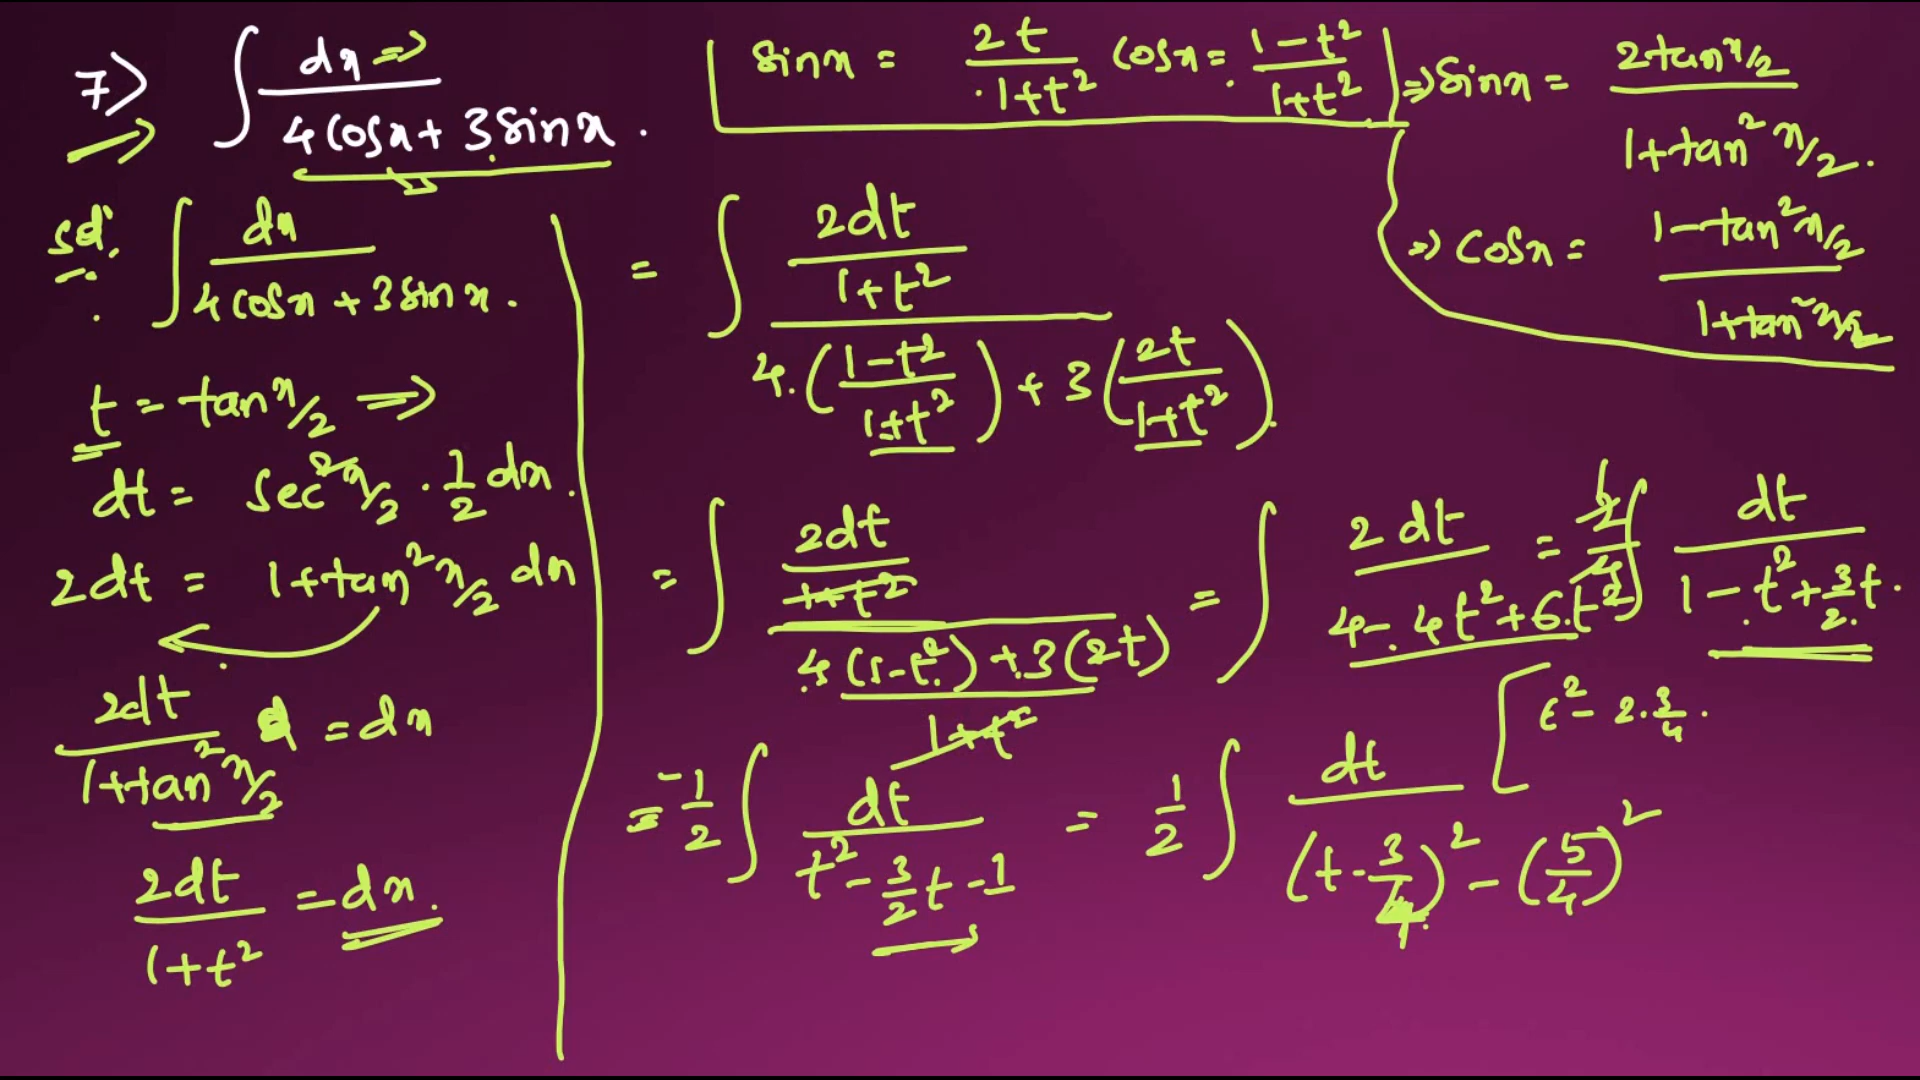 7) ∫ dx / (4cosx + 3sinx) . ⇒
sinx = 2t / (1+t²) cosx = (1-t²) / (1+t²)
⇒ sinx = 2tan x/2 / (1+tan² x/2) .
⇒ cosx = (1-tan² x/2) / (1+tan² x/2)
sol: ∫ dx / (4cosx + 3sinx) .
t = tan x/2 ⇒
dt = sec² x/2 . 1/2 dx .
2dt = 1+tan² x/2 dx
2dt / (1+tan² x/2) = dx
2dt / (1+t²) = dx .
= ∫ (2dt / (1+t²)) / (4.((1-t²)/(1+t²)) + 3(2t/(1+t²))) .
= ∫ (2dt / (1+t²)) / ((4(1-t²)+3(2t)) / (1+t²)) = ∫ 2dt / (4-4t²+6t) = 2/4 ∫ dt / (1-t²+3/2 t) .
[t² - 2.3/4 .
= -1/2 ∫ dt / (t² - 3/2 t - 1) = 1/2 ∫ dt / ((t-3/4)² - (5/4)²)